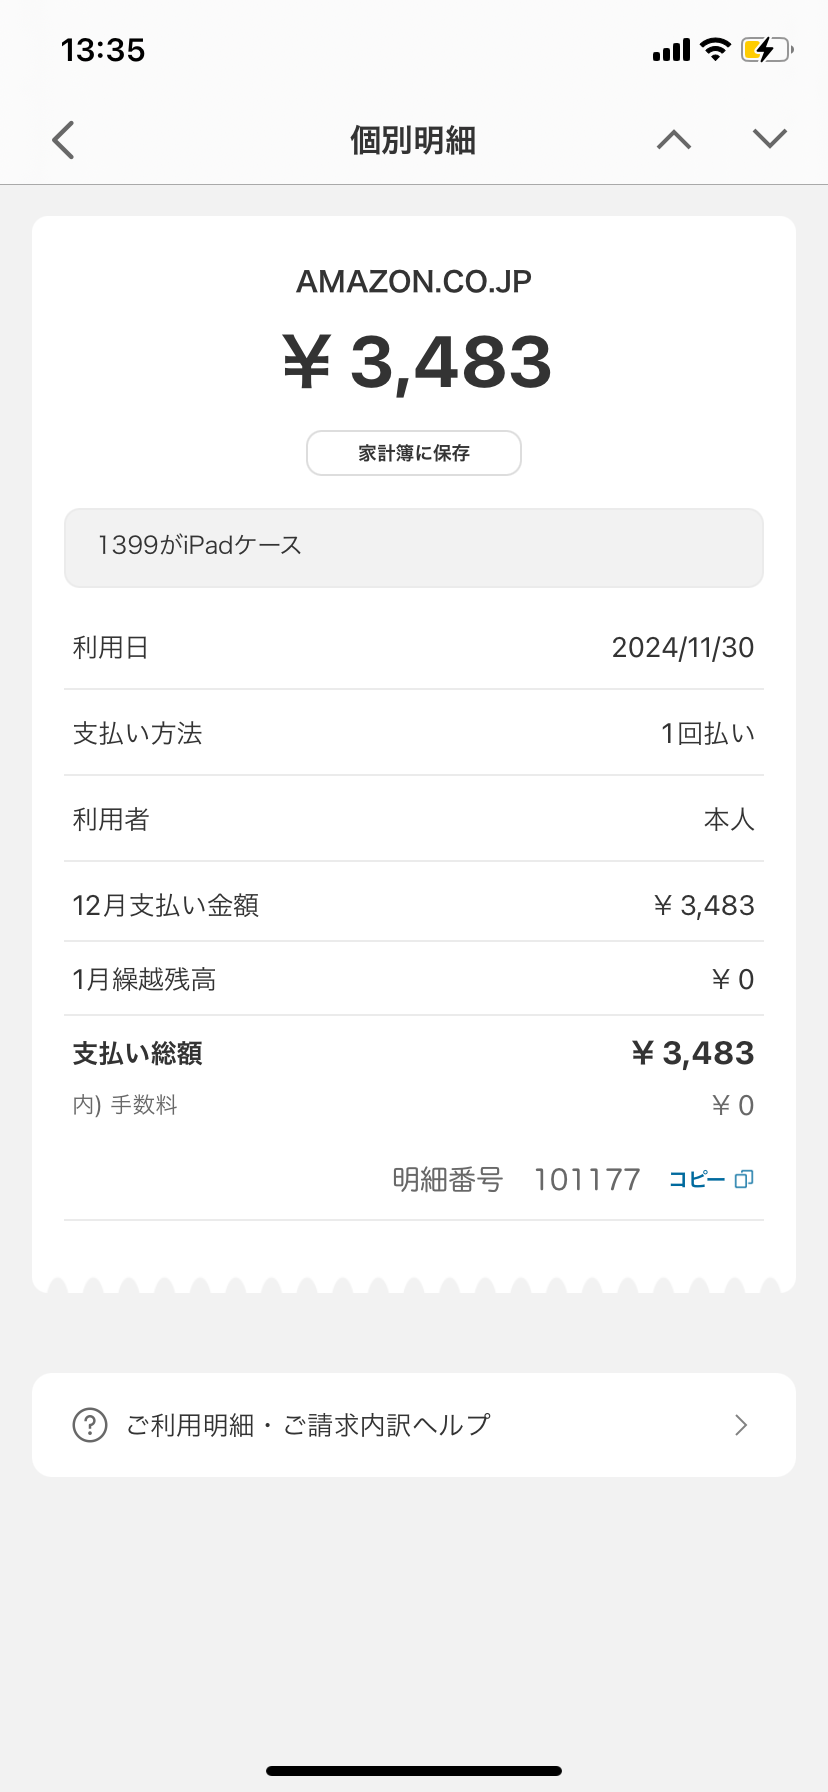 13:35
個別明細
AMAZON.CO.JP
¥ 3,483
家計簿に保存
1399がiPadケース
利用日 2024/11/30
支払い方法 1回払い
利用者 本人
12月支払い金額 ¥ 3,483
1月繰越残高 ¥ 0
支払い総額 ¥ 3,483
内) 手数料 ¥ 0
明細番号 101177 コピー
ご利用明細・ご請求内訳ヘルプ